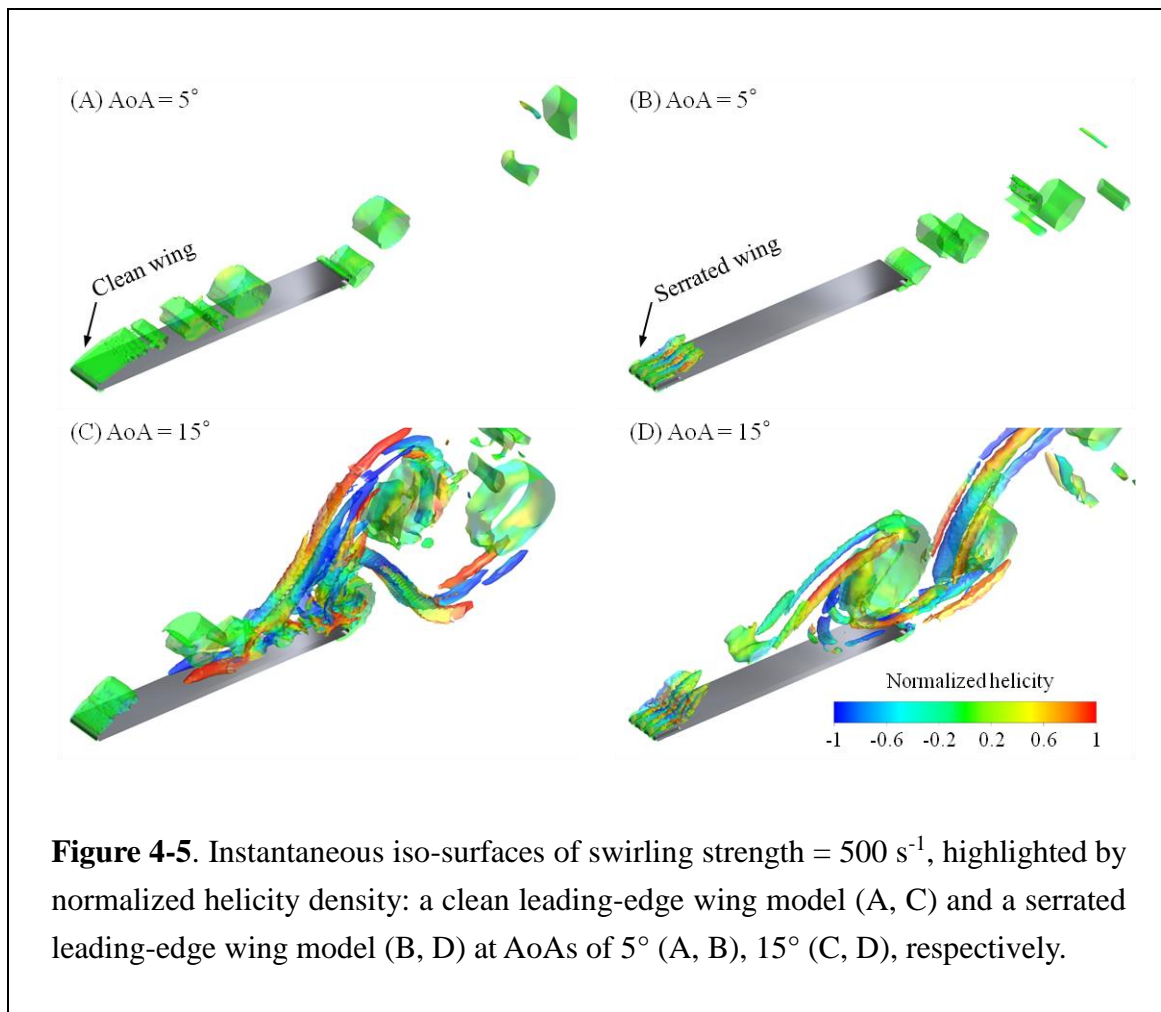 (A) AoA = 5°
(B) AoA = 5°
Clean wing
Serrated wing
(C) AoA = 15°
(D) AoA = 15°
Normalized helicity
-1 -0.6 -0.2 0.2 0.6 1
Figure 4-5. Instantaneous iso-surfaces of swirling strength = 500 s⁻¹, highlighted by
normalized helicity density: a clean leading-edge wing model (A, C) and a serrated
leading-edge wing model (B, D) at AoAs of 5° (A, B), 15° (C, D), respectively.